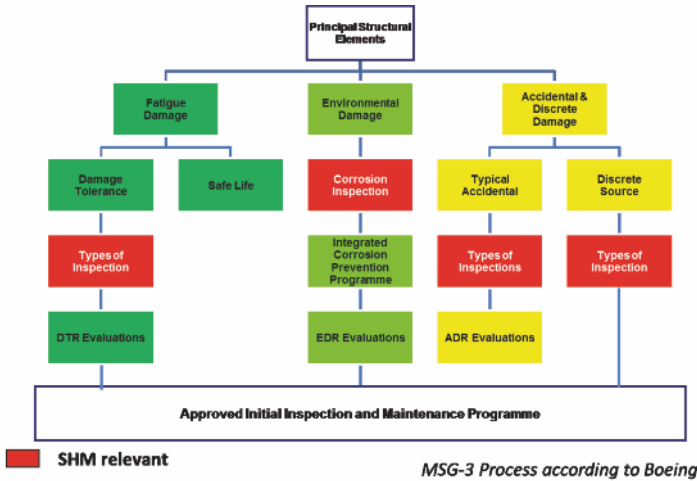 Principal Structural
Elements
Fatigue
Damage
Environmental
Damage
Accidental &
Discrete
Damage
Damage
Tolerance
Safe Life
Corrosion
Inspection
Typical
Accidental
Discrete
Source
Types of
Inspection
Integrated
Corrosion
Prevention
Programme
Types of
Inspections
Types of
Inspection
DTR Evaluations
EDR Evaluations
ADR Evaluations
Approved Initial Inspection and Maintenance Programme
SHM relevant
MSG-3 Process according to Boeing